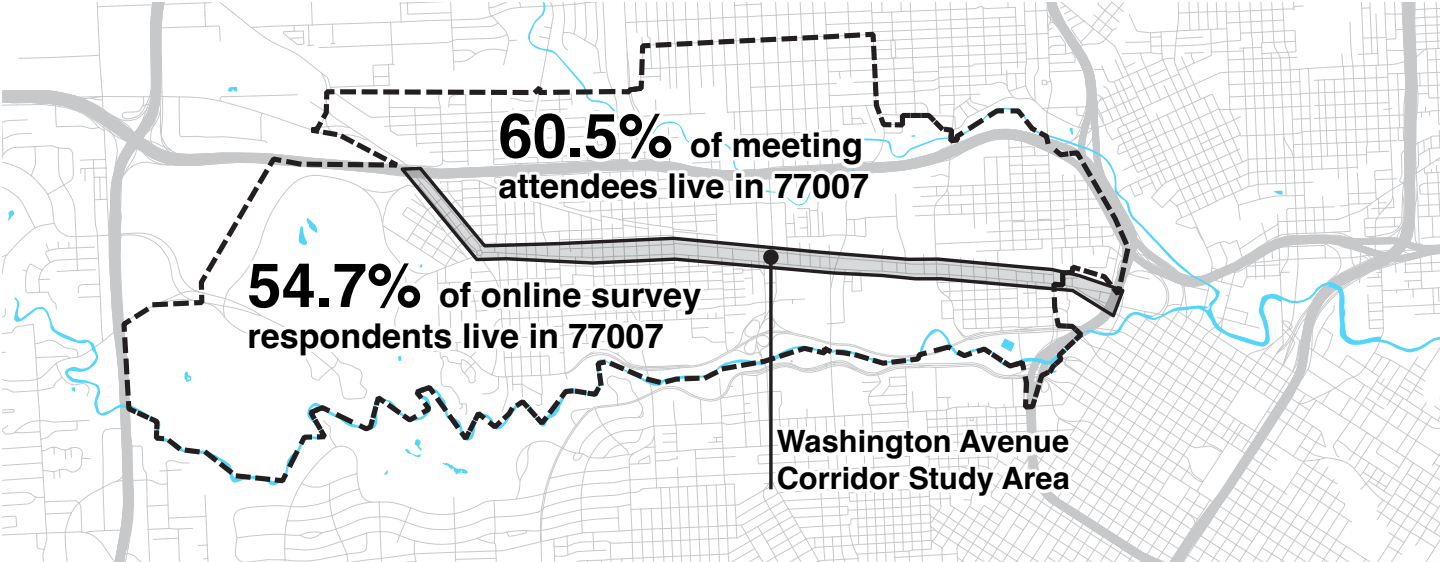 60.5% of meeting
attendees live in 77007
54.7% of online survey
respondents live in 77007
Washington Avenue
Corridor Study Area